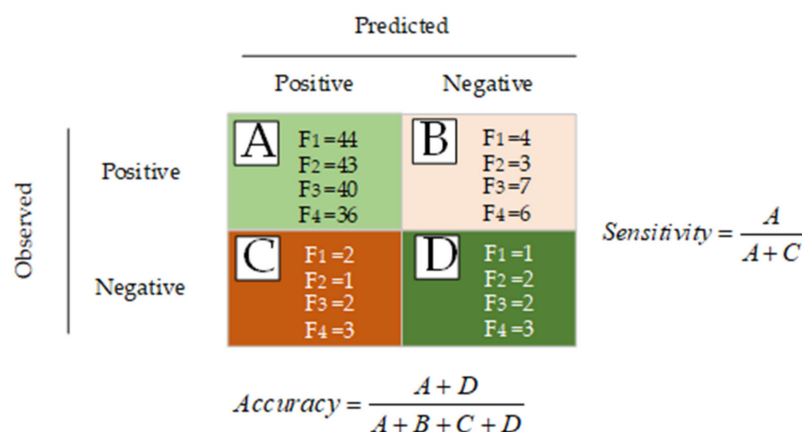 Predicted
Positive Negative
Observed
Positive
A
F1=44
F2=43
F3=40
F4=36
B
F1=4
F2=3
F3=7
F4=6
Negative
C
F1=2
F2=1
F3=2
F4=3
D
F1=1
F2=2
F3=2
F4=3
Sensitivity = A / A+C
Accuracy = A+D / A+B+C+D